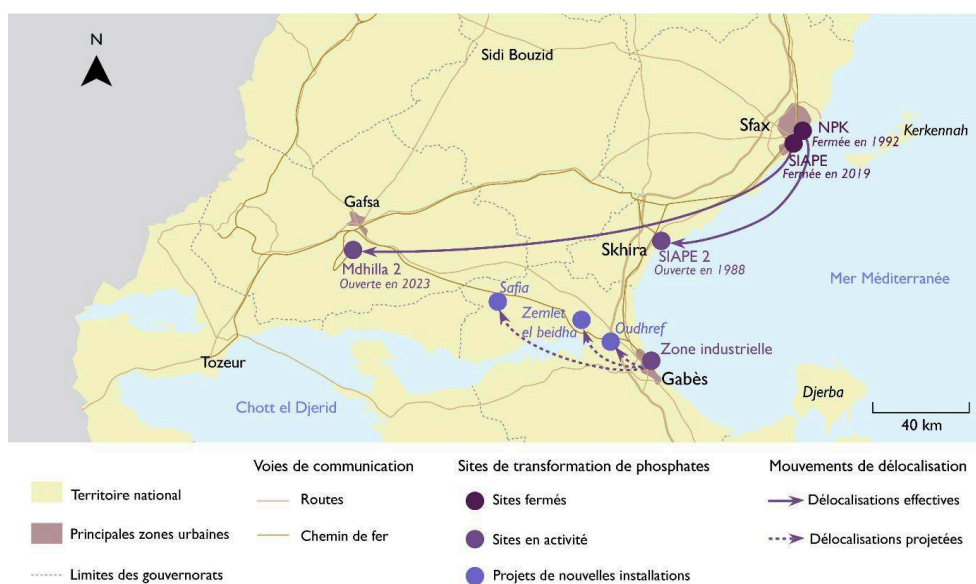 N
Sidi Bouzid
Sfax
NPK
Fermée en 1992
Kerkennah
SIAPE
Fermée en 2019
Gafsa
Mdhilla 2
Ouverte en 2023
Skhira
SIAPE 2
Ouverte en 1988
Mer Méditerranée
Safia
Zemlet
el beidha
Oudhref
Zone industrielle
Gabès
Tozeur
Chott el Djerid
Djerba
40 km
Voies de communication
Sites de transformation de phosphates
Mouvements de délocalisation
Territoire national
Routes
Sites fermés
Délocalisations effectives
Principales zones urbaines
Chemin de fer
Sites en activité
Délocalisations projetées
Limites des gouvernorats
Projets de nouvelles installations